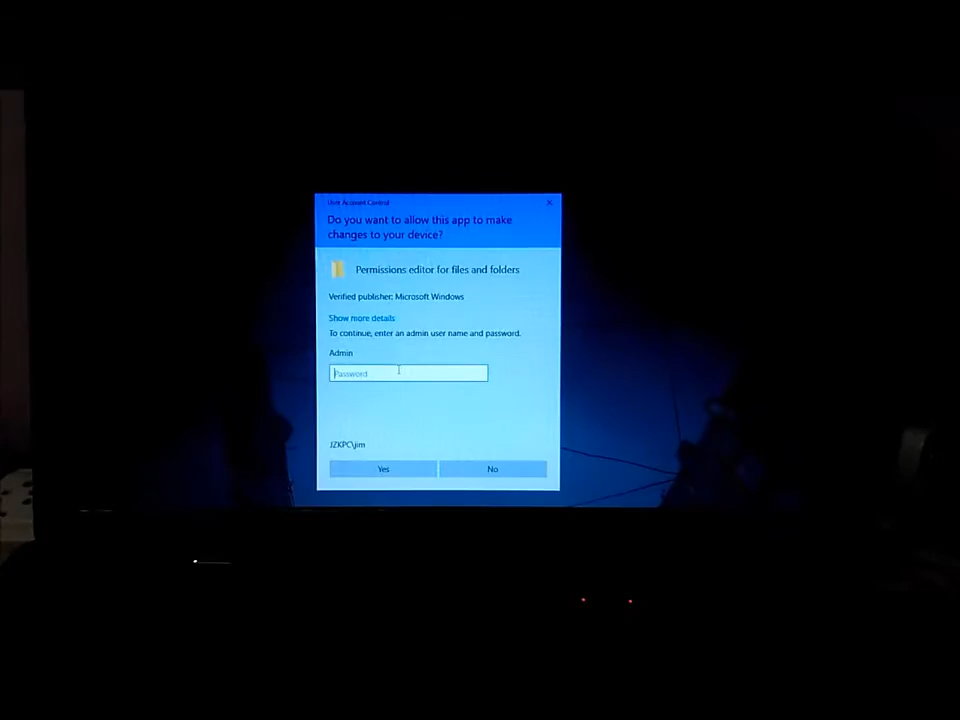 User Account Control
Do you want to allow this app to make
changes to your device?
Permissions editor for files and folders
Verified publisher: Microsoft Windows
Show more details
To continue, enter an admin user name and password.
Admin
Password
JZKPC\jim
Yes
No